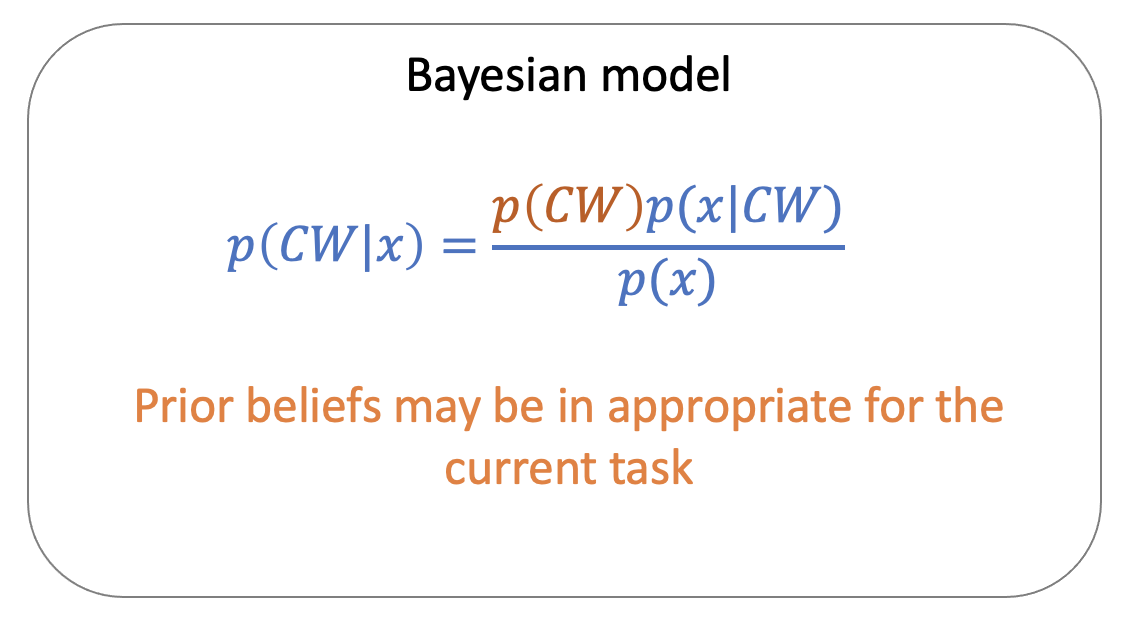 Bayesian model
p(CW|x) = p(CW)p(x|CW)
p(x)
Prior beliefs may be in appropriate for the
current task